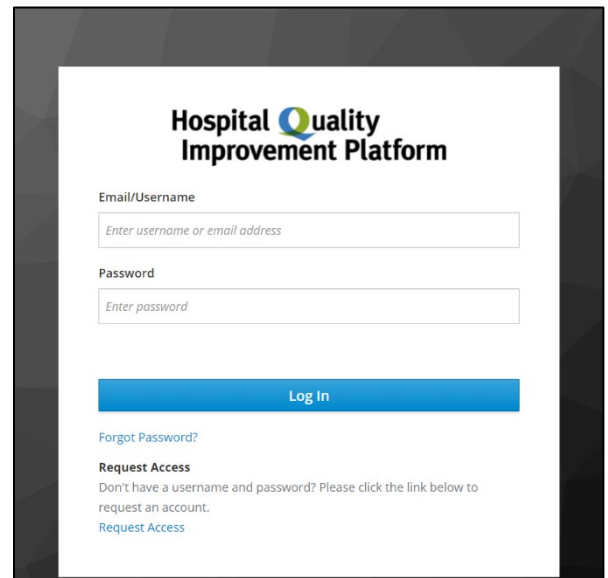 Hospital Quality
Improvement Platform
Email/Username
Enter username or email address
Password
Enter password
Log In
Forgot Password?
Request Access
Don't have a username and password? Please click the link below to
request an account.
Request Access